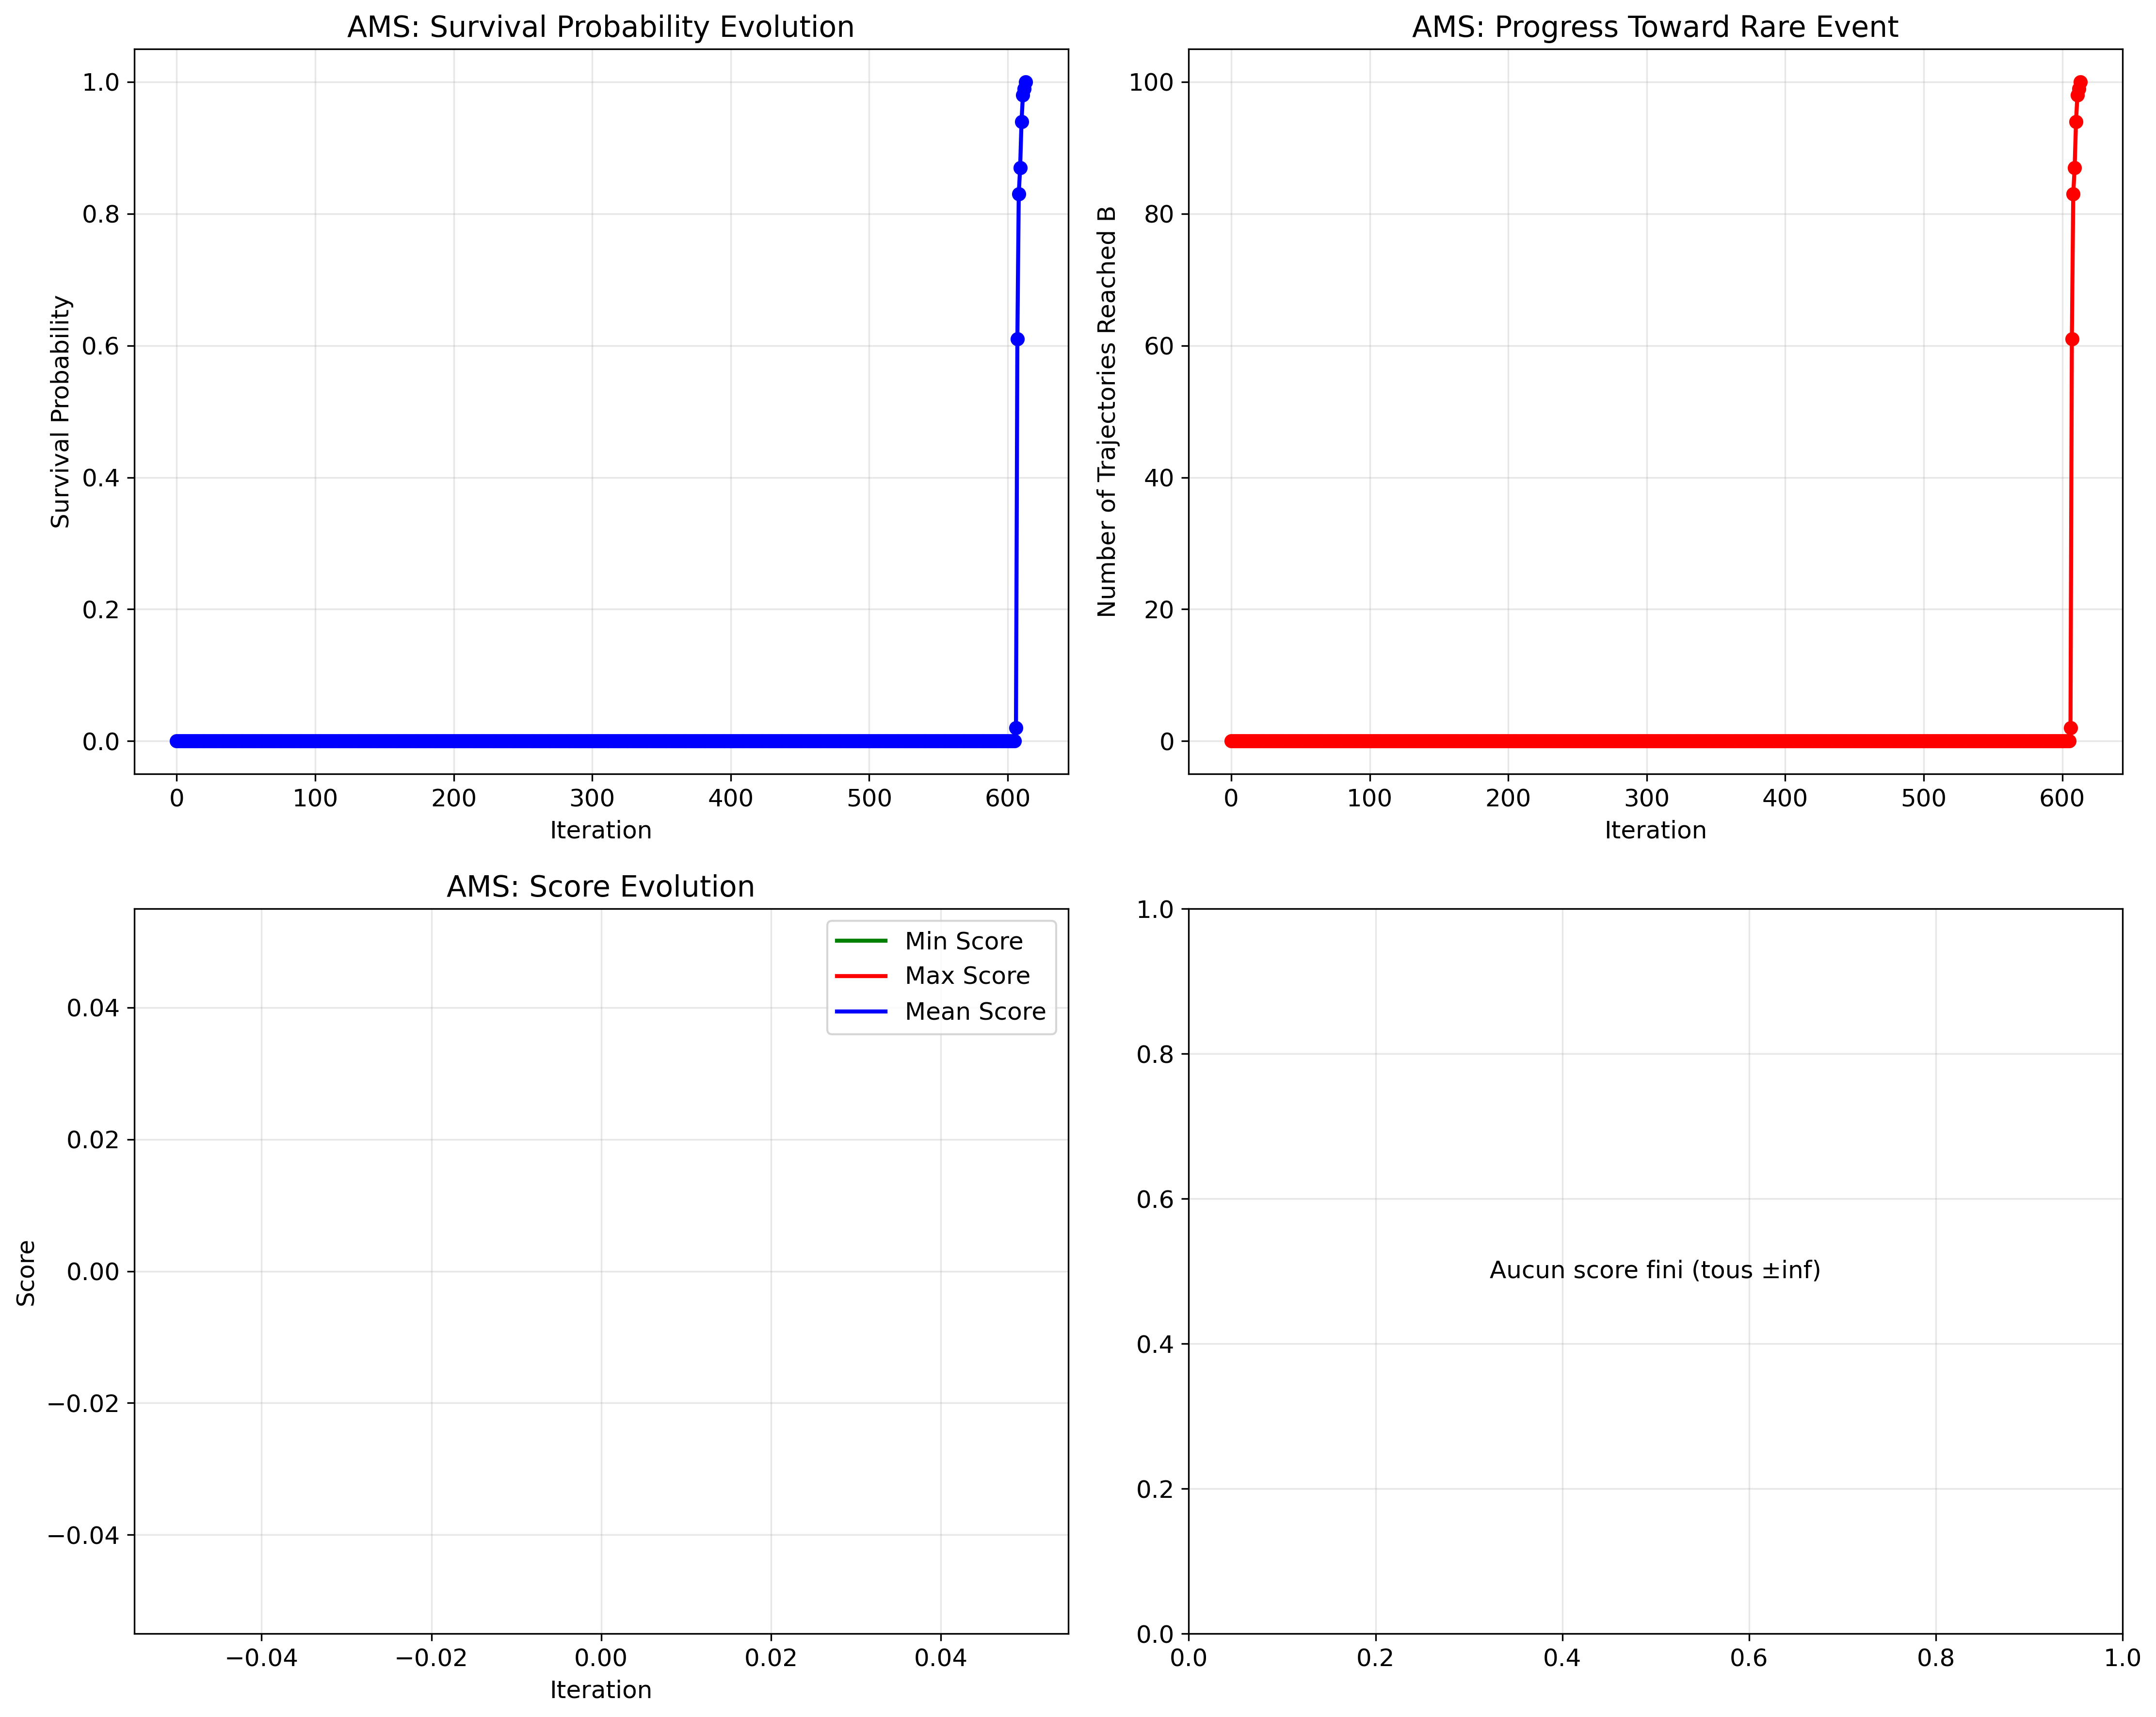 AMS: Survival Probability Evolution
Survival Probability
1.0
0.8
0.6
0.4
0.2
0.0
0 100 200 300 400 500 600
Iteration
AMS: Progress Toward Rare Event
Number of Trajectories Reached B
100
80
60
40
20
0
0 100 200 300 400 500 600
Iteration
AMS: Score Evolution
Min Score
Max Score
Mean Score
Score
0.04
0.02
0.00
−0.02
−0.04
−0.04 −0.02 0.00 0.02 0.04
Iteration
1.0
0.8
0.6
0.4
0.2
0.0
Aucun score fini (tous ±inf)
0.0 0.2 0.4 0.6 0.8 1.0